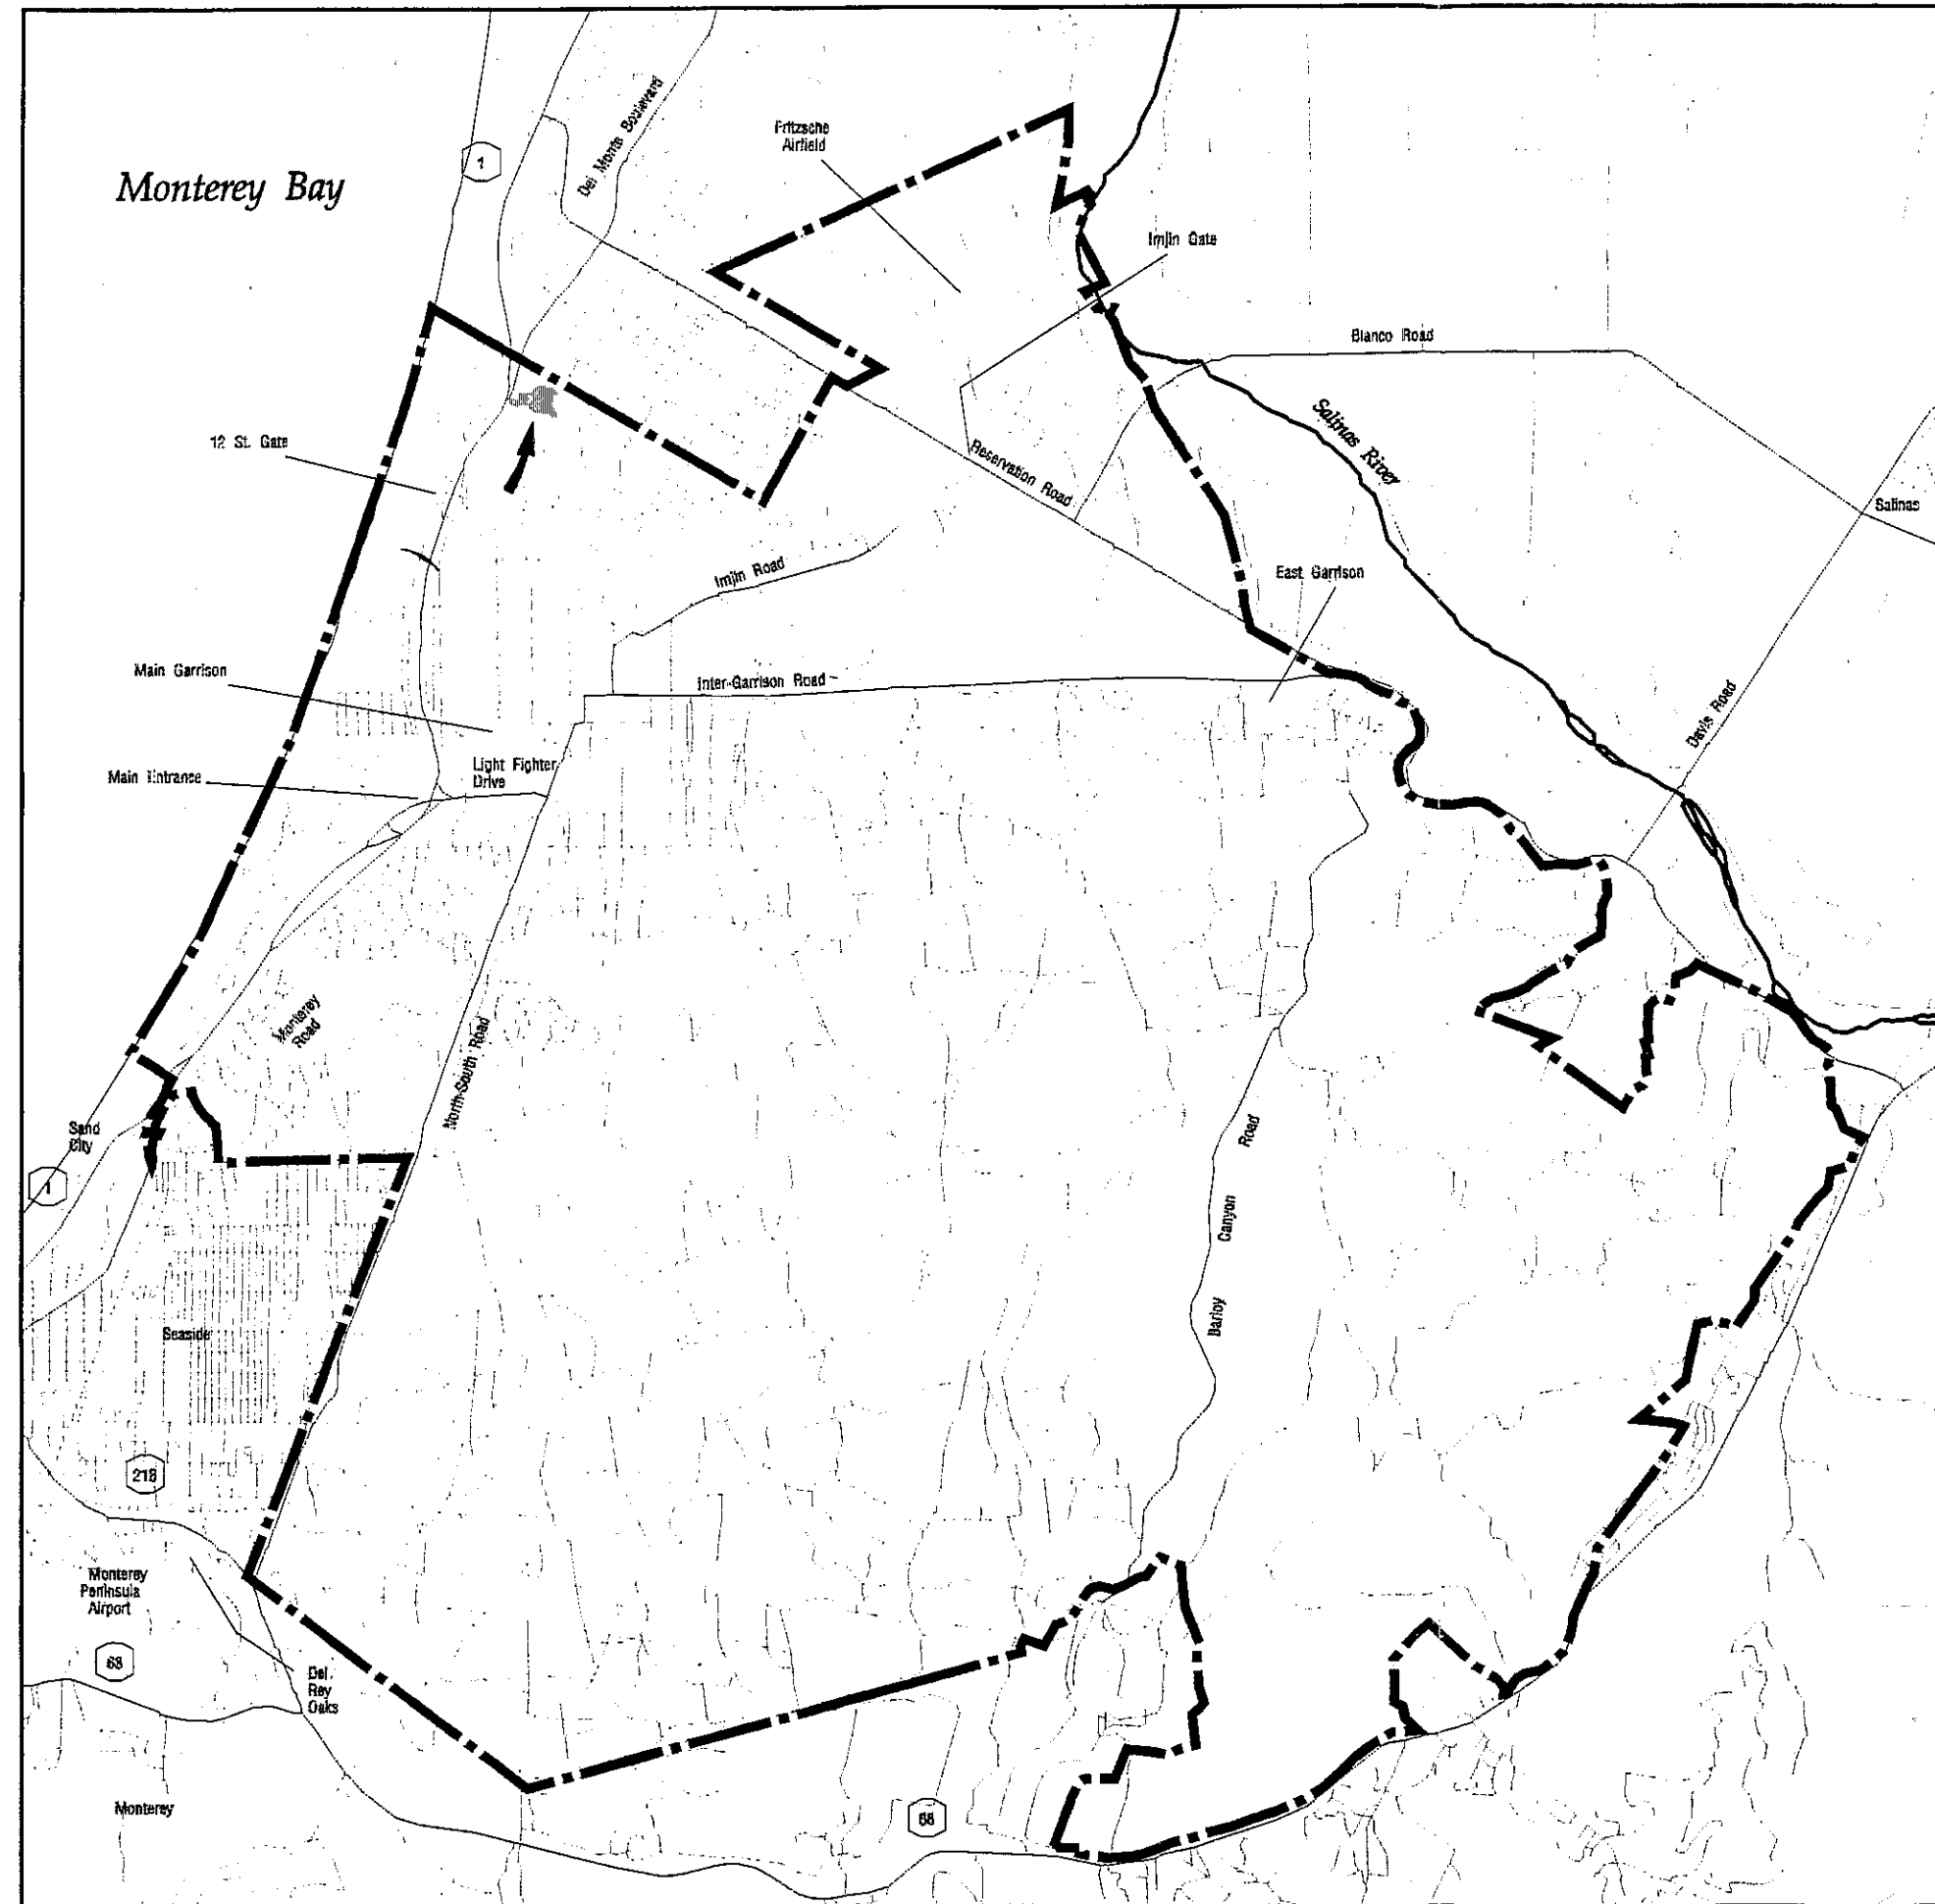 Monterey Bay
1
Del Monte Boulevard
Fritzsche
Airfield
Imjin Gate
Blanco Road
Salinas River
12 St. Gate
Reservation Road
Salinas
Imjin Road
East Garrison
Main Garrison
Inter-Garrison Road
Davis Road
Main Entrance
Light Fighter
Drive
Monterey
Road
North-South Road
Sand
City
1
Barloy Canyon Road
Seaside
218
Monterey
Peninsula
Airport
68
Del
Rey
Oaks
Monterey
68